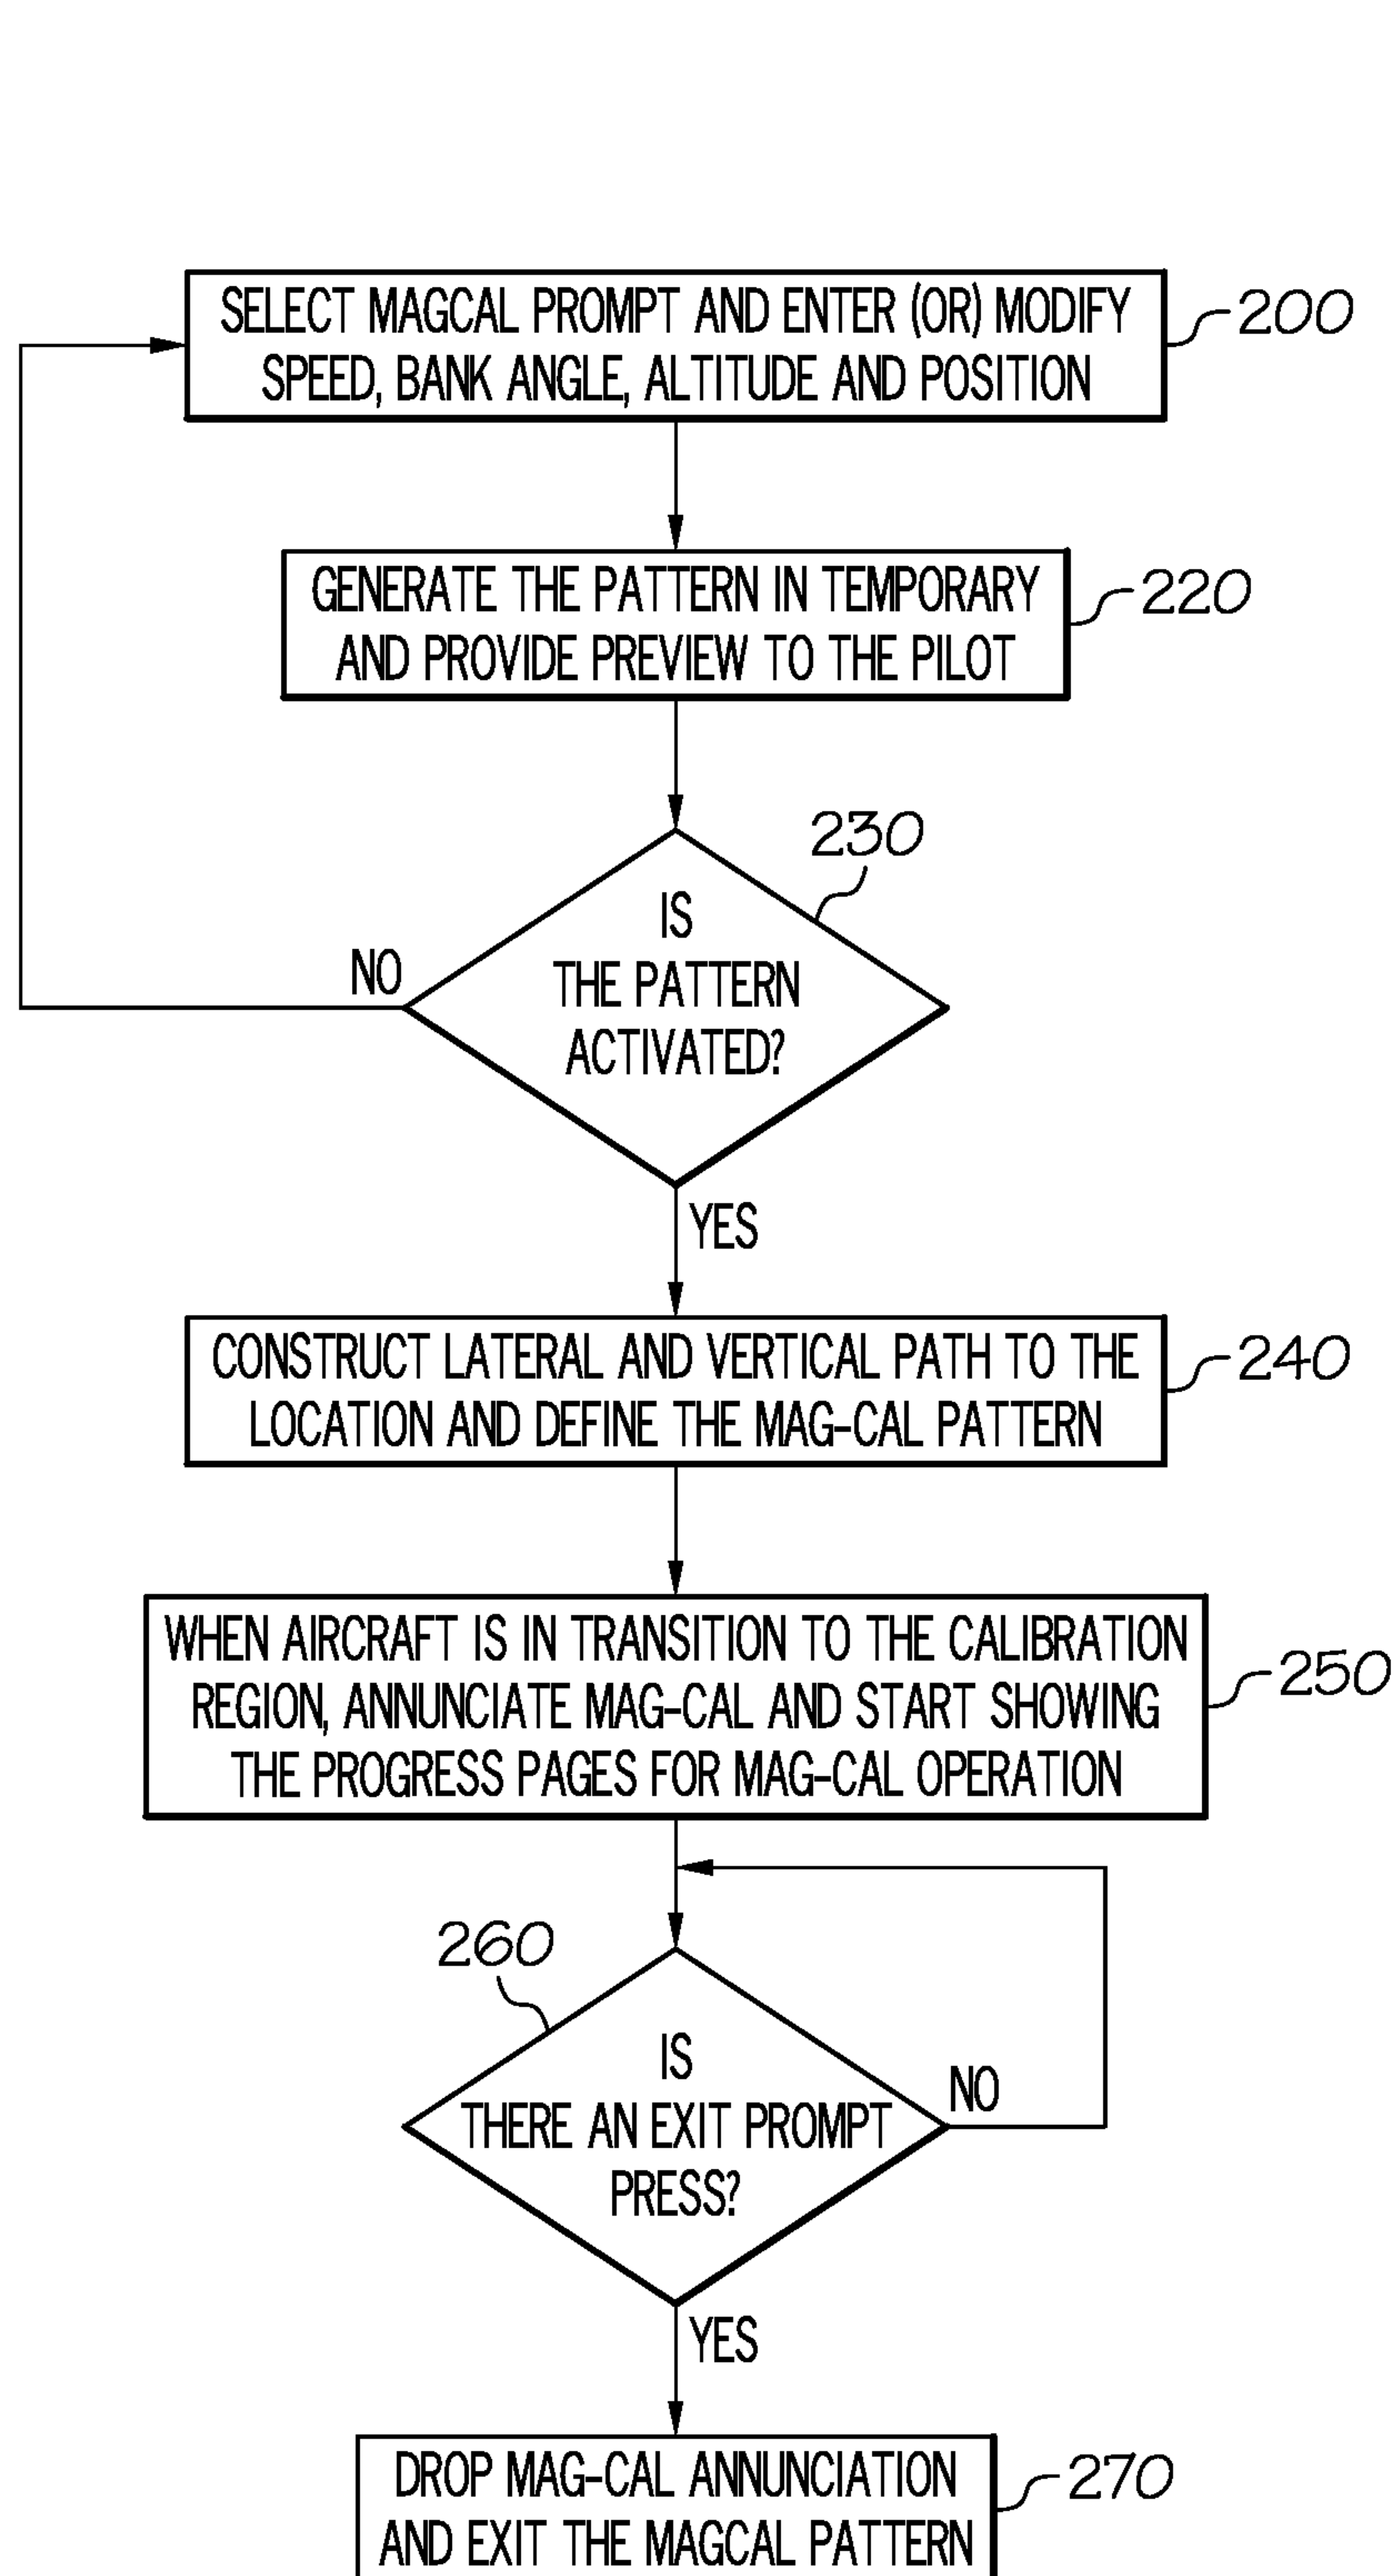 SELECT MAGCAL PROMPT AND ENTER (OR) MODIFY
SPEED, BANK ANGLE, ALTITUDE AND POSITION
200
GENERATE THE PATTERN IN TEMPORARY
AND PROVIDE PREVIEW TO THE PILOT
220
230
IS
THE PATTERN
ACTIVATED?
NO
YES
CONSTRUCT LATERAL AND VERTICAL PATH TO THE
LOCATION AND DEFINE THE MAG-CAL PATTERN
240
WHEN AIRCRAFT IS IN TRANSITION TO THE CALIBRATION
REGION, ANNUNCIATE MAG-CAL AND START SHOWING
THE PROGRESS PAGES FOR MAG-CAL OPERATION
250
260
IS
THERE AN EXIT PROMPT
PRESS?
NO
YES
DROP MAG-CAL ANNUNCIATION
AND EXIT THE MAGCAL PATTERN
270